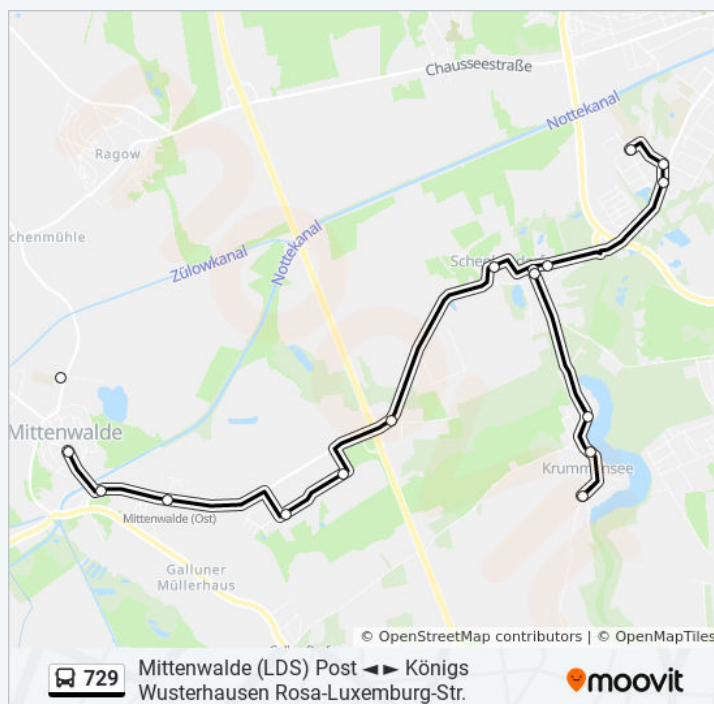 Chausseestraße
Nottekanal
Ragow
chenmühle
Zülowkanal
Nottekanal
Mittenwalde
Krummensee
Mittenwalde (Ost)
Galluner
Müllerhaus
© OpenStreetMap contributors | © OpenMapTiles
729
Mittenwalde (LDS) Post ◄► Königs
Wusterhausen Rosa-Luxemburg-Str.
moovit